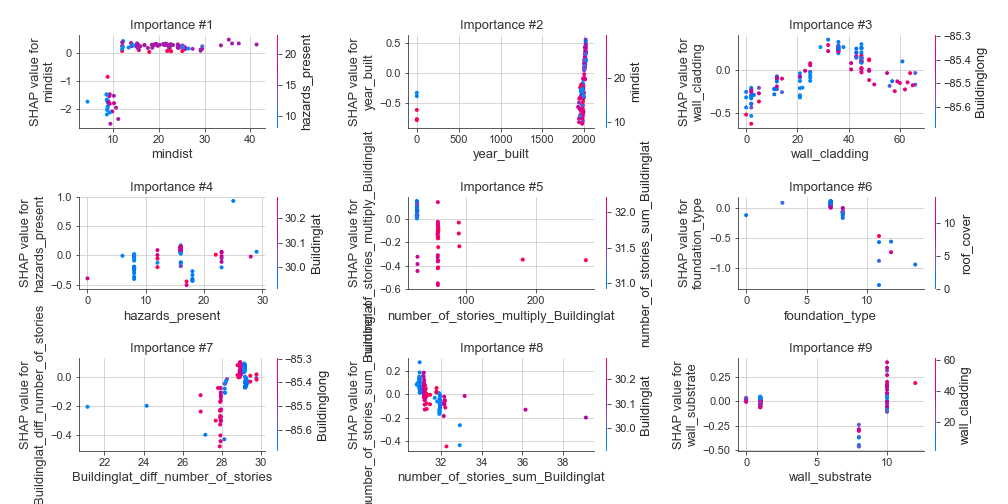 Importance #1
SHAP value for
mindist
0
−1
−2
10
20
30
40
mindist
20
15
10
hazards_present
Importance #2
SHAP value for
year_built
0.5
0.0
−0.5
0
500
1000
1500
2000
year_built
20
10
mindist
Importance #3
SHAP value for
wall_cladding
0.0
−0.5
0
20
40
60
wall_cladding
−85.3
−85.4
−85.5
−85.6
Buildinglong
Importance #4
SHAP value for
hazards_present
1.0
0.5
0.0
−0.5
0
10
20
30
hazards_present
30.2
30.1
30.0
Buildinglat
Importance #5
SHAP value for
number_of_stories_multiply_Buildinglat
0.0
−0.2
−0.4
−0.6
100
200
number_of_stories_multiply_Buildinglat
32.0
31.5
31.0
number_of_stories_sum_Buildinglat
Importance #6
SHAP value for
foundation_type
0.0
−0.5
−1.0
0
5
10
foundation_type
10
5
0
roof_cover
Importance #7
SHAP value for
Buildinglat_diff_number_of_stories
0.0
−0.2
−0.4
22
24
26
28
30
Buildinglat_diff_number_of_stories
−85.3
−85.4
−85.5
−85.6
Buildinglong
Importance #8
SHAP value for
number_of_stories_sum_Buildinglat
0.2
0.0
−0.2
−0.4
32
34
36
38
number_of_stories_sum_Buildinglat
30.2
30.1
30.0
Buildinglat
Importance #9
SHAP value for
wall_substrate
0.25
0.00
−0.25
−0.50
0
5
10
wall_substrate
60
40
20
wall_cladding